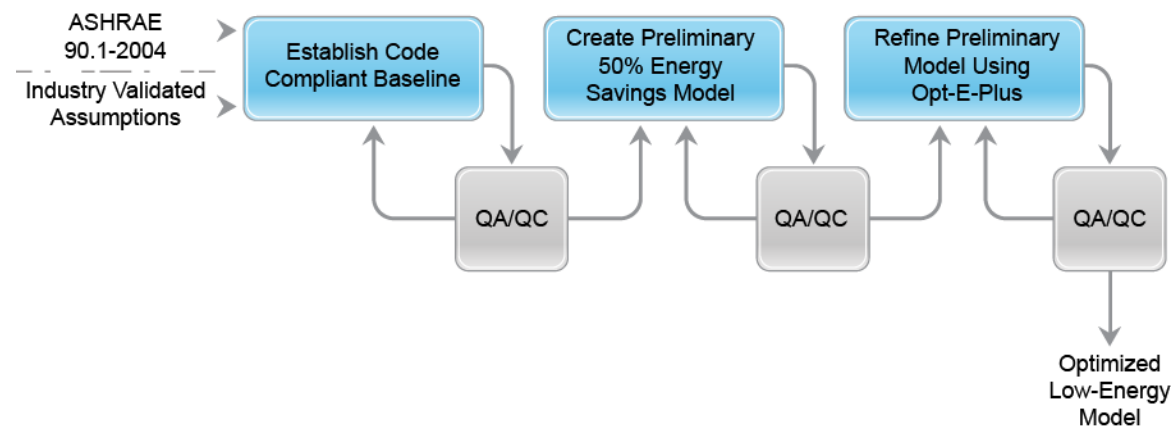 ASHRAE
90.1-2004
Industry Validated
Assumptions
Establish Code
Compliant Baseline
Create Preliminary
50% Energy
Savings Model
Refine Preliminary
Model Using
Opt-E-Plus
QA/QC
QA/QC
QA/QC
Optimized
Low-Energy
Model